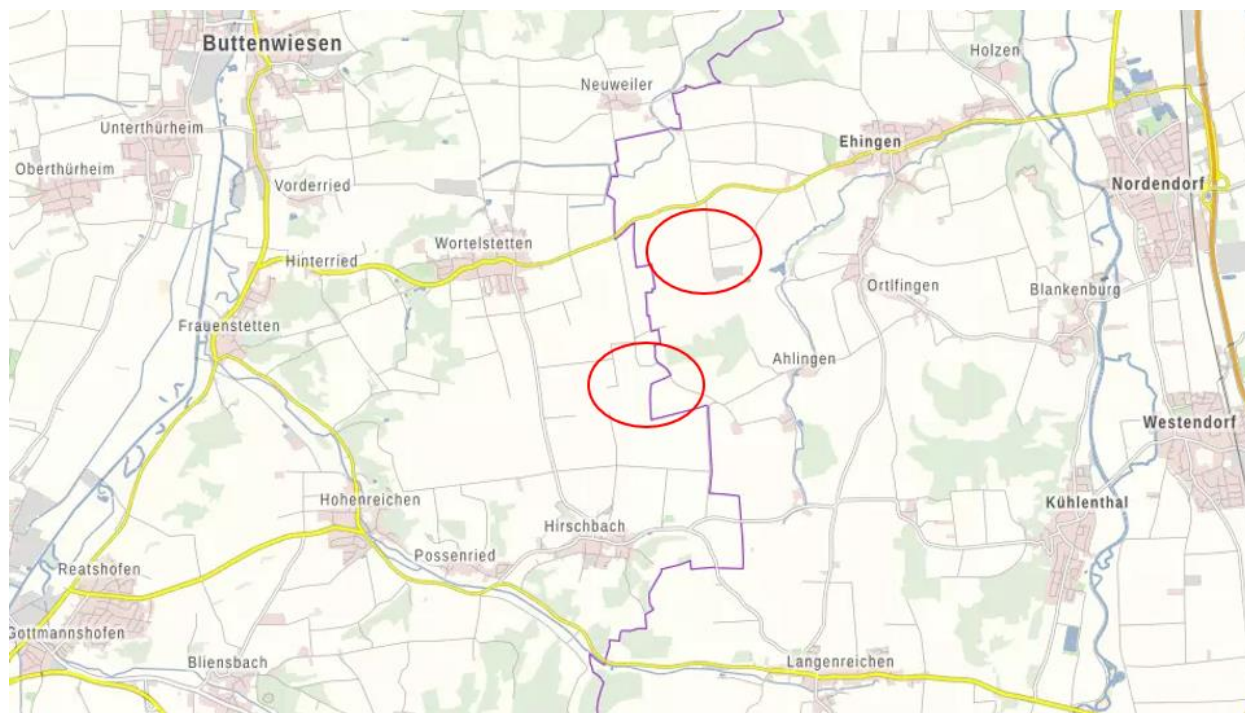 Buttenwiesen
Holzen
Neuweiler
Unterthürheim
Ehingen
Oberthürheim
Vorderried
Nordendorf
Wortelstetten
Hinterried
Ortlfingen
Blankenburg
Frauenstetten
Ahlingen
Westendorf
Hohenreichen
Kühlenthal
Hirschbach
Possenried
Reatshofen
Gottmannshofen
Bliensbach
Langenreichen